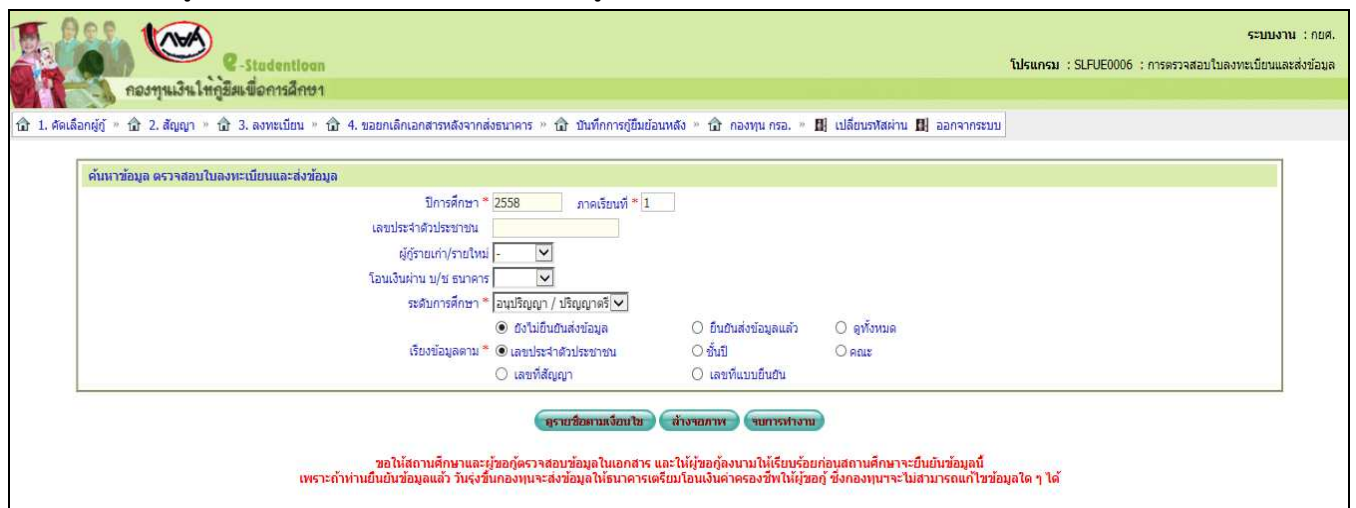 กยศ
ระบบงาน : กยศ.
e-Studentloan
โปรแกรม : SLFUE0006 : การตรวจสอบใบลงทะเบียนและส่งข้อมูล
กองทุนเงินให้กู้ยืมเพื่อการศึกษา
1. คัดเลือกผู้กู้ » 2. สัญญา » 3. ลงทะเบียน » 4. ขอยกเลิกเอกสารหลังจากส่งธนาคาร » บันทึกการกู้ยืมย้อนหลัง » กองทุน กรอ. » เปลี่ยนรหัสผ่าน ออกจากระบบ
ค้นหาข้อมูล ตรวจสอบใบลงทะเบียนและส่งข้อมูล
ปีการศึกษา * 2558 ภาคเรียนที่ * 1
เลขประจำตัวประชาชน
ผู้กู้รายเก่า/รายใหม่ -
โอนเงินผ่าน บ/ช ธนาคาร
ระดับการศึกษา * อนุปริญญา / ปริญญาตรี
ยังไม่ยืนยันส่งข้อมูล ยืนยันส่งข้อมูลแล้ว ดูทั้งหมด
เรียงข้อมูลตาม * เลขประจำตัวประชาชน ชั้นปี คณะ
เลขที่สัญญา เลขที่แบบยืนยัน
ดูรายชื่อตามเงื่อนไข ล้างจอภาพ จบการทำงาน
ขอให้สถานศึกษาและผู้ขอกู้ตรวจสอบข้อมูลในเอกสาร และให้ผู้ขอกู้ลงนามให้เรียบร้อยก่อนสถานศึกษาจะยืนยันข้อมูลนี้
เพราะถ้าท่านยืนยันข้อมูลแล้ว วันรุ่งขึ้นกองทุนจะส่งข้อมูลให้ธนาคารเตรียมโอนเงินค่าครองชีพให้ผู้ขอกู้ ซึ่งกองทุนฯจะไม่สามารถแก้ไขข้อมูลใด ๆ ได้